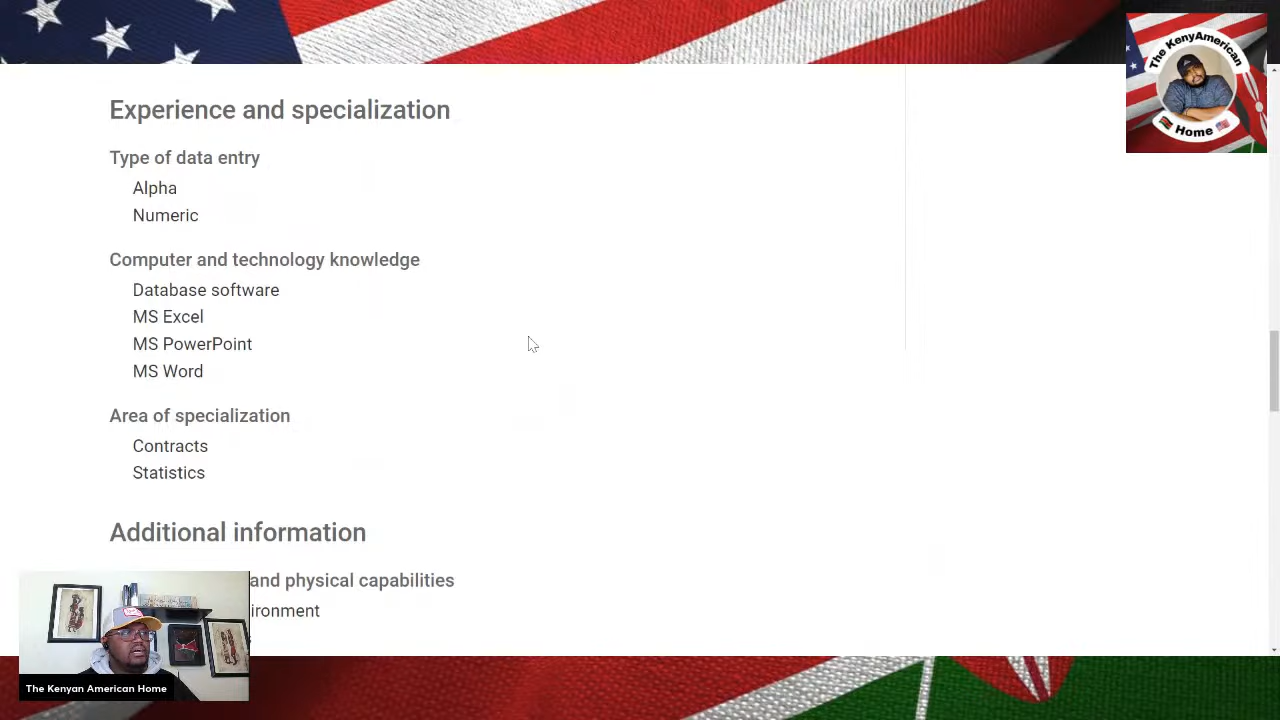 The KenyAmerican
Home
Experience and specialization
Type of data entry
Alpha
Numeric
Computer and technology knowledge
Database software
MS Excel
MS PowerPoint
MS Word
Area of specialization
Contracts
Statistics
Additional information
and physical capabilities
ironment
The Kenyan American Home